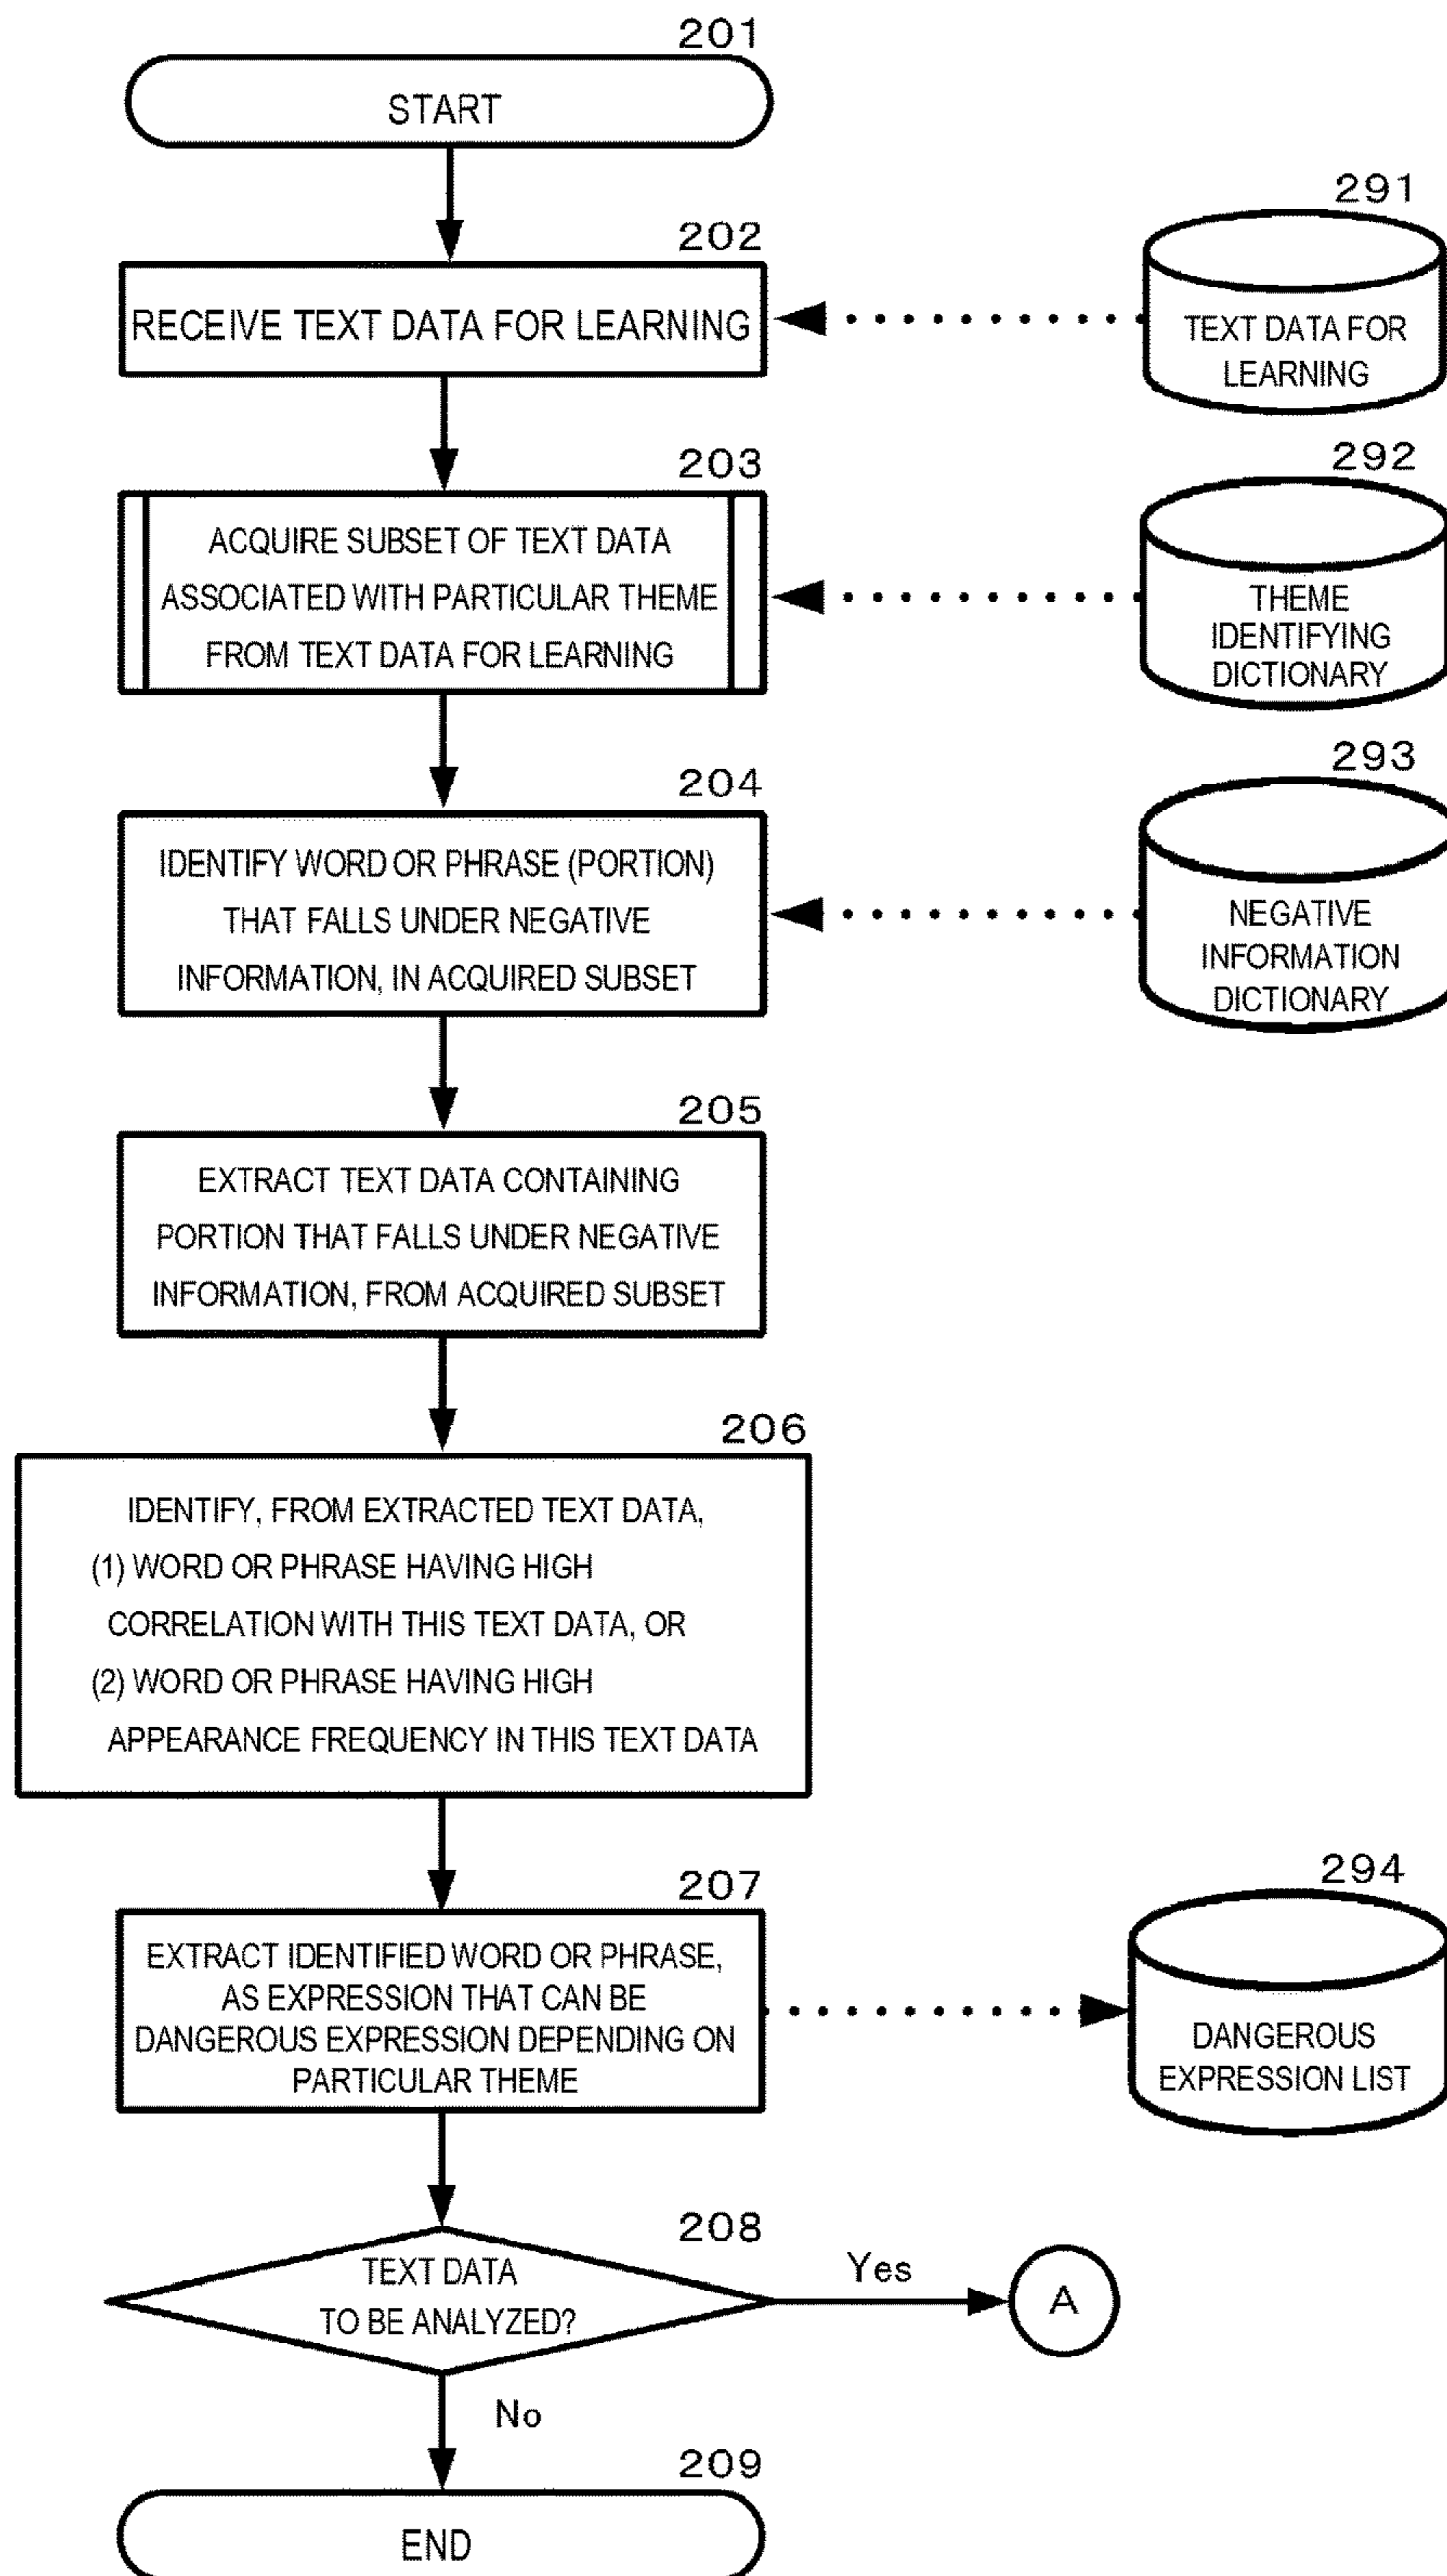 201
START
202
RECEIVE TEXT DATA FOR LEARNING
291
TEXT DATA FOR
LEARNING
203
ACQUIRE SUBSET OF TEXT DATA
ASSOCIATED WITH PARTICULAR THEME
FROM TEXT DATA FOR LEARNING
292
THEME
IDENTIFYING
DICTIONARY
204
IDENTIFY WORD OR PHRASE (PORTION)
THAT FALLS UNDER NEGATIVE
INFORMATION, IN ACQUIRED SUBSET
293
NEGATIVE
INFORMATION
DICTIONARY
205
EXTRACT TEXT DATA CONTAINING
PORTION THAT FALLS UNDER NEGATIVE
INFORMATION, FROM ACQUIRED SUBSET
206
IDENTIFY, FROM EXTRACTED TEXT DATA,
(1) WORD OR PHRASE HAVING HIGH
CORRELATION WITH THIS TEXT DATA, OR
(2) WORD OR PHRASE HAVING HIGH
APPEARANCE FREQUENCY IN THIS TEXT DATA
207
EXTRACT IDENTIFIED WORD OR PHRASE,
AS EXPRESSION THAT CAN BE
DANGEROUS EXPRESSION DEPENDING ON
PARTICULAR THEME
294
DANGEROUS
EXPRESSION LIST
208
TEXT DATA
TO BE ANALYZED?
Yes
A
No
209
END